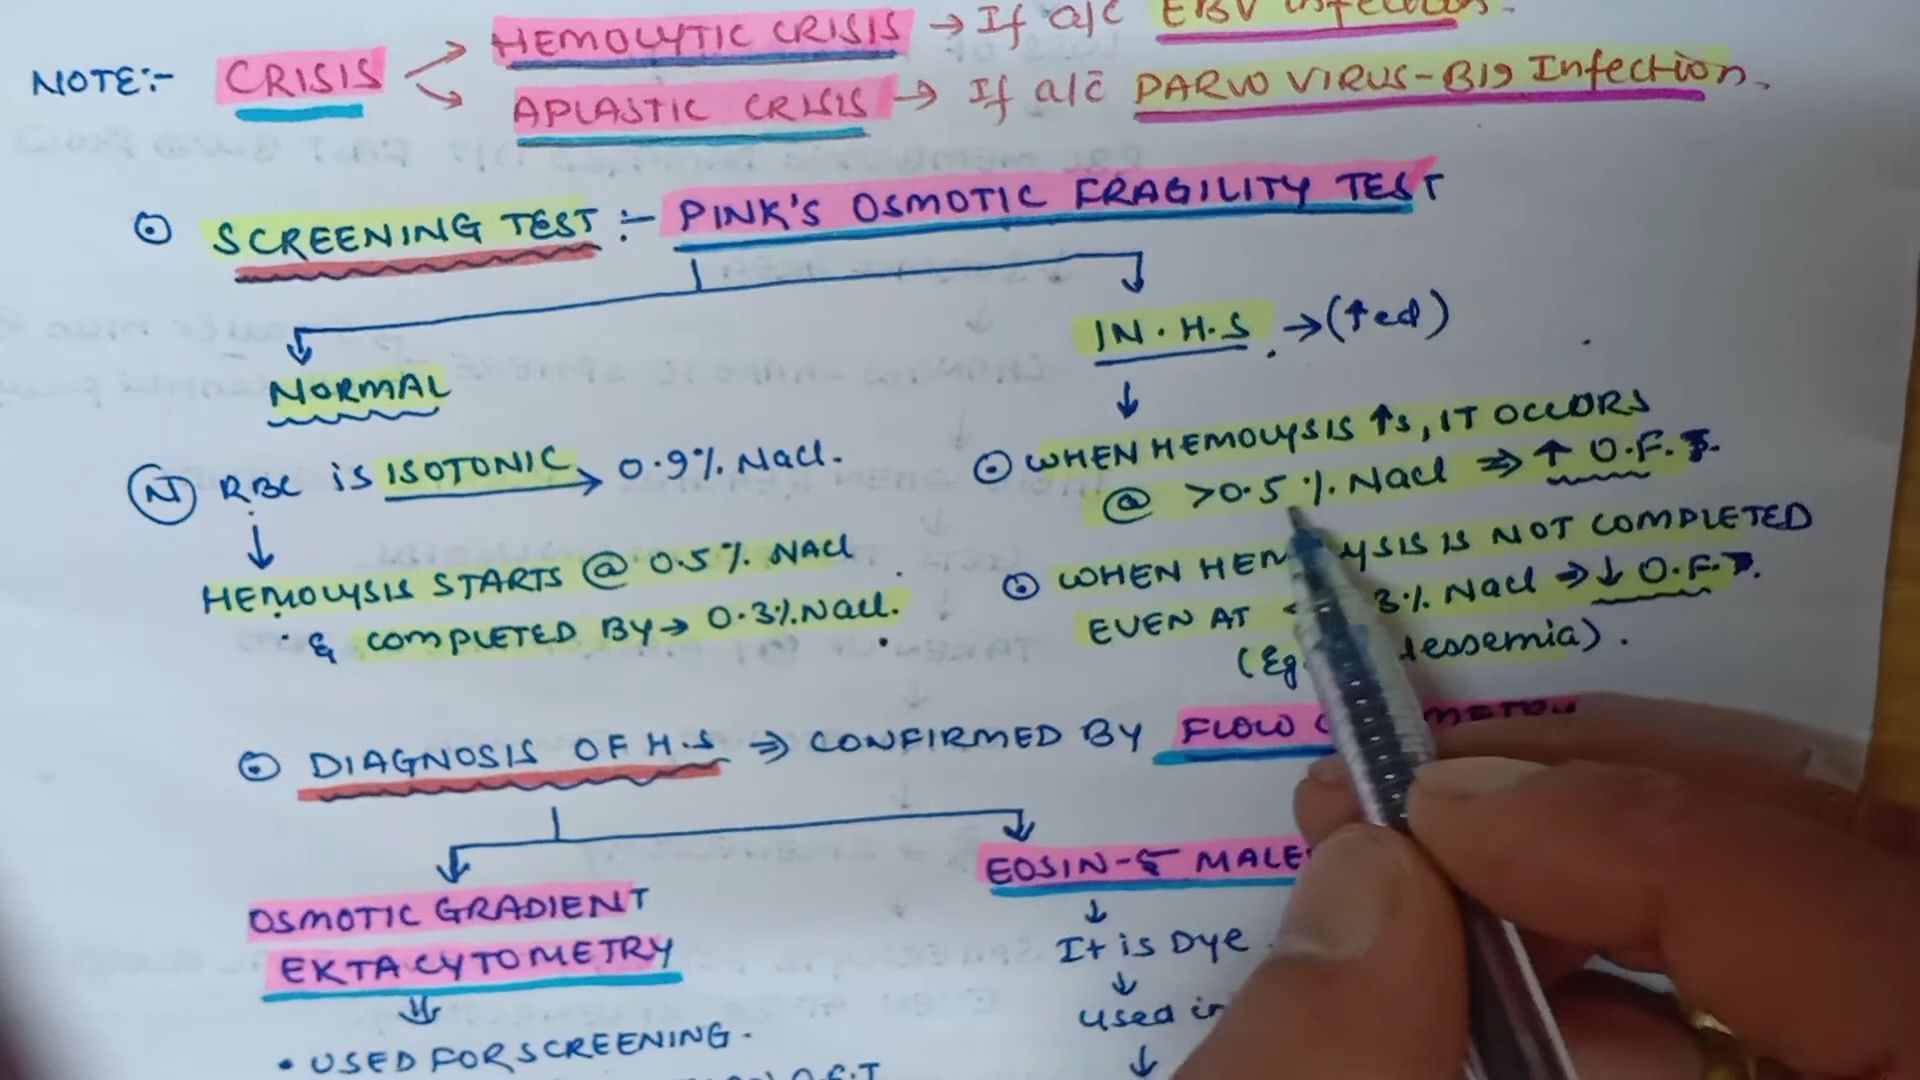 NOTE:- CRISIS → HEMOLYTIC CRISIS → If a/c EBV infection.
→ APLASTIC CRISIS → If a/c PARVO VIRUS-B19 Infection.
⊙ SCREENING TEST :- PINK'S OSMOTIC FRAGILITY TEST
NORMAL
(N) RBC is ISOTONIC → 0.9% Nacl.
↓
HEMOLYSIS STARTS @ 0.5% NACl
& COMPLETED BY → 0.3% Nacl.
IN. H.S → (↑ed)
↓
⊙ WHEN HEMOLYSIS ↑s, IT OCCURS
@ >0.5 %. Nacl ⇒ ↑ O.F.T.
⊙ WHEN HEM YSIS IS NOT COMPLETED
EVEN AT < 3% Nacl ⇒ ↓ O.F.T.
(Eg. lessemia).
⊙ DIAGNOSIS OF H.S ⇒ CONFIRMED BY FLOW C METON
OSMOTIC GRADIENT
EKTACYTOMETRY
⇓
• USED FOR SCREENING.
O.F.T
EOSIN-5 MALE
↓
It is Dye
↓
used in
↓